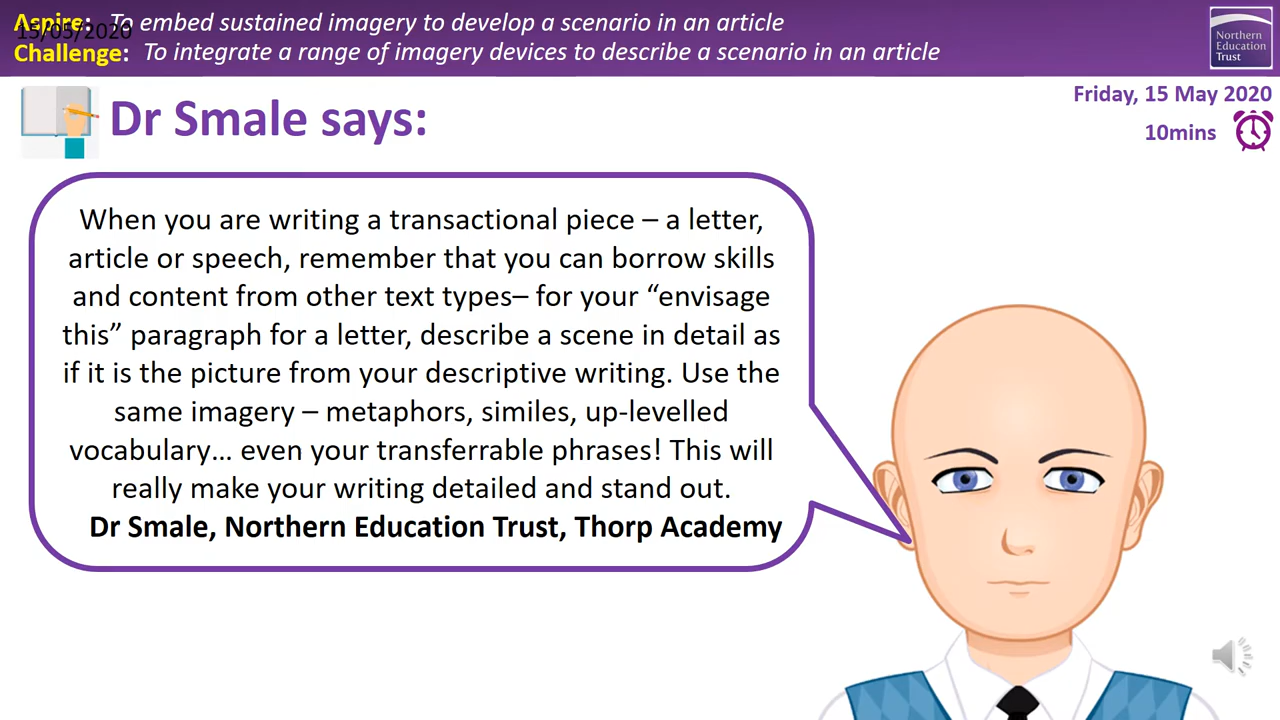 Aspire: To embed sustained imagery to develop a scenario in an article
15/05/2020
Challenge: To integrate a range of imagery devices to describe a scenario in an article
Northern
Education
Trust
Dr Smale says:
Friday, 15 May 2020
10mins
When you are writing a transactional piece – a letter,
article or speech, remember that you can borrow skills
and content from other text types– for your “envisage
this” paragraph for a letter, describe a scene in detail as
if it is the picture from your descriptive writing. Use the
same imagery – metaphors, similes, up-levelled
vocabulary… even your transferrable phrases! This will
really make your writing detailed and stand out.
Dr Smale, Northern Education Trust, Thorp Academy